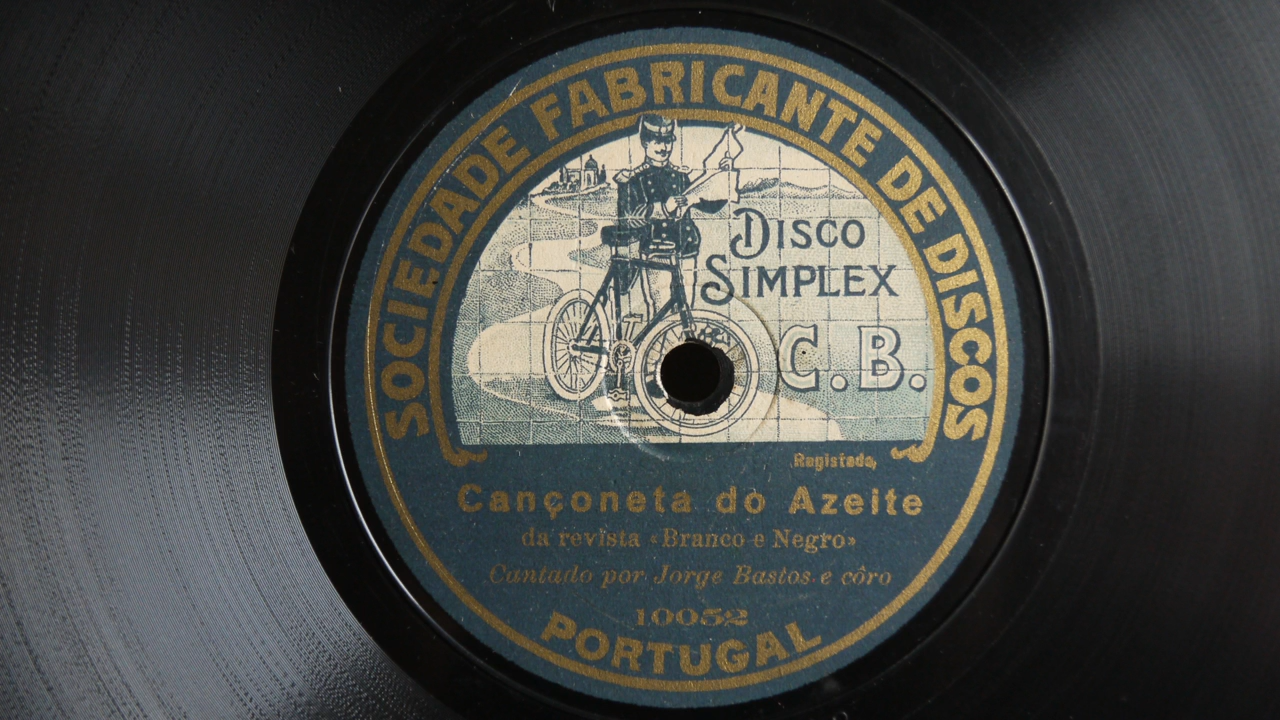 SOCIEDADE FABRICANTE DE DISCOS
DISCO
SIMPLEX
C.B.
Registado,
Cançoneta do Azeite
da revista «Branco e Negro»
Cantado por Jorge Bastos e côro
10052
PORTUGAL